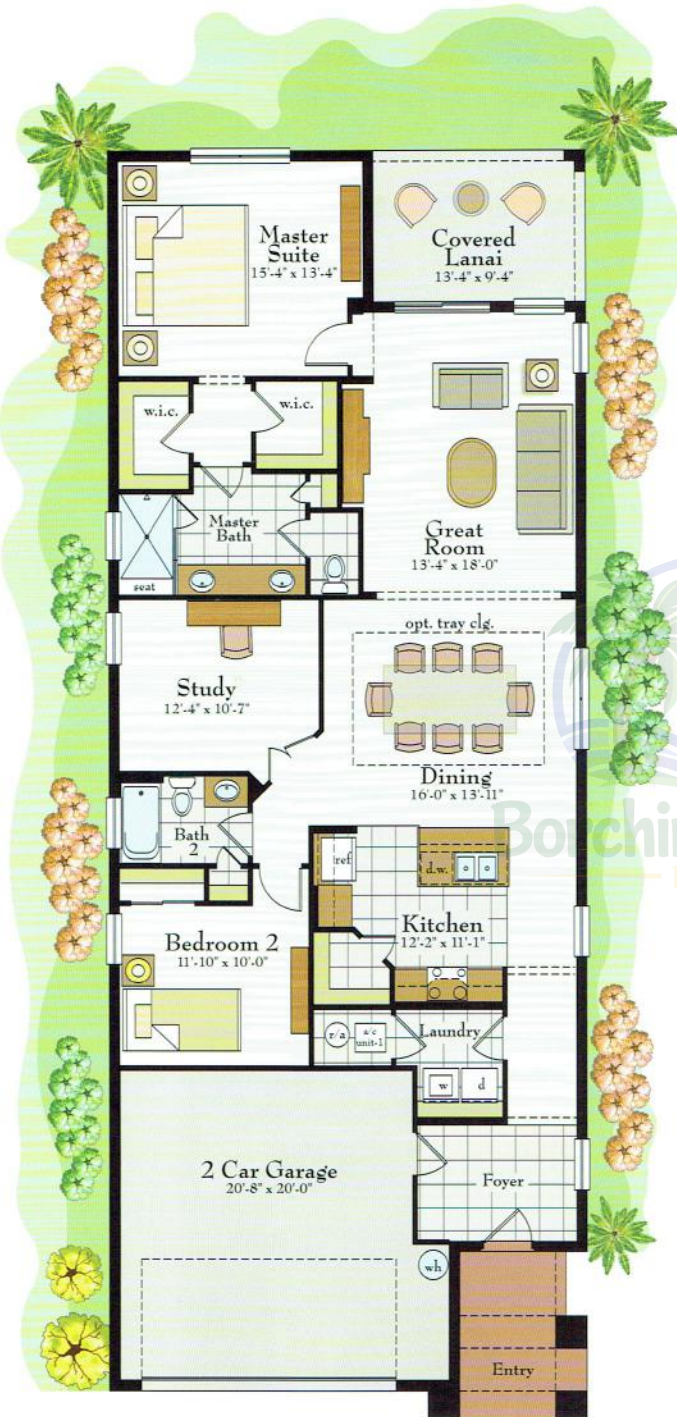 Master
Suite
15'-4" x 13'-4"
Covered
Lanai
13'-4" x 9'-4"
w.i.c.
w.i.c.
Master
Bath
seat
Great
Room
13'-4" x 18'-0"
opt. tray clg.
Study
12'-4" x 10'-7"
Dining
16'-0" x 13'-11"
Bath
2
ref
d.w.
Kitchen
12'-2" x 11'-1"
Bedroom 2
11'-10" x 10'-0"
r/a
a/c
unit-1
Laundry
w
d
2 Car Garage
20'-8" x 20'-0"
Foyer
wh
Entry